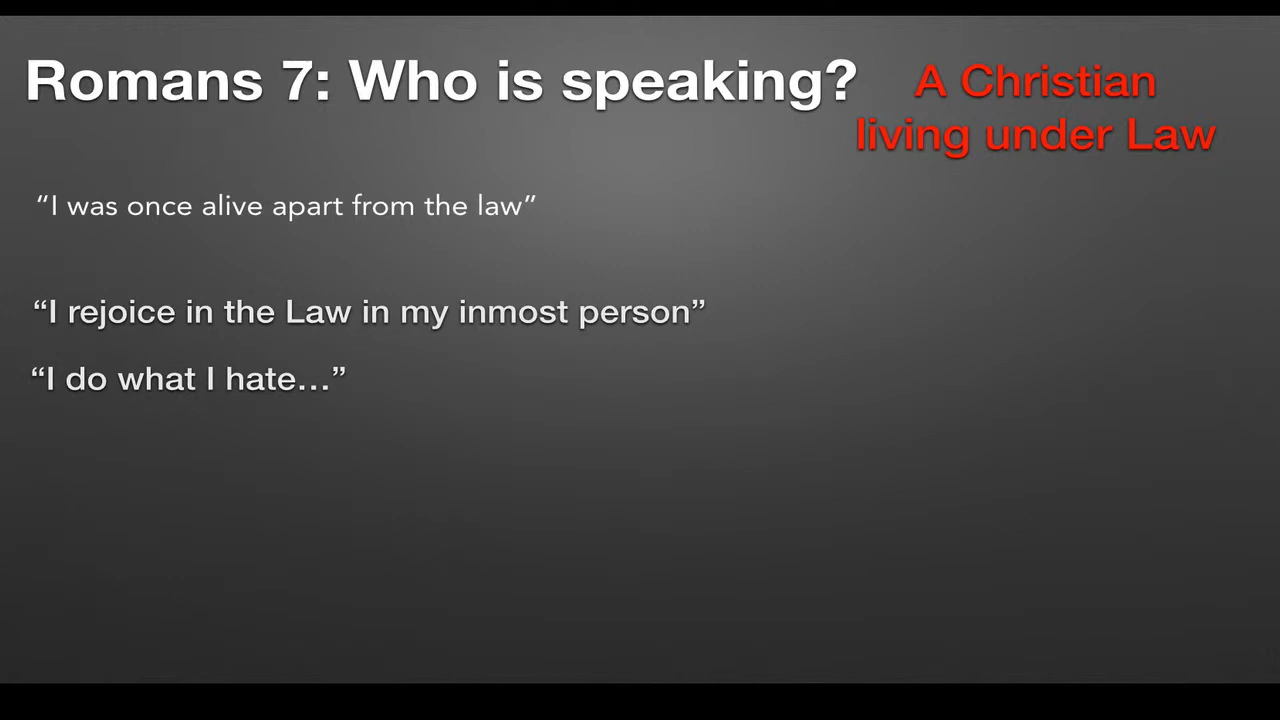 Romans 7: Who is speaking?
A Christian
living under Law
“I was once alive apart from the law”
“I rejoice in the Law in my inmost person”
“I do what I hate…”